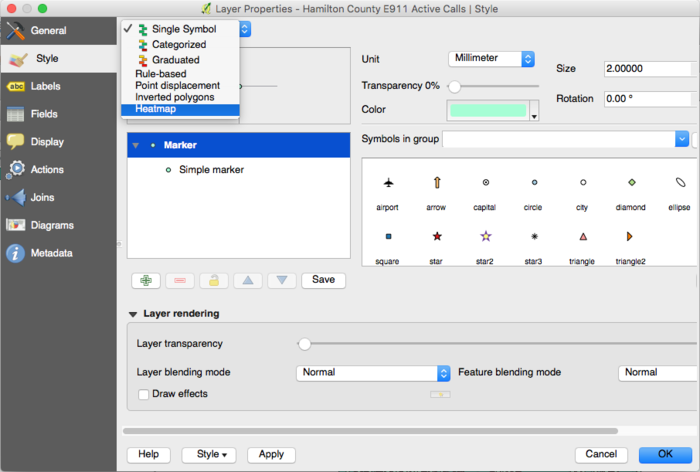 Layer Properties - Hamilton County E911 Active Calls | Style
General
Style
Labels
Fields
Display
Actions
Joins
Diagrams
Metadata
Single Symbol
Categorized
Graduated
Rule-based
Point displacement
Inverted polygons
Heatmap
Unit Millimeter Size 2.00000
Transparency 0%
Rotation 0.00 °
Color
Marker
Simple marker
Symbols in group
airport arrow capital circle city diamond ellipse
square star star2 star3 triangle triangle2
Save
Layer rendering
Layer transparency
Layer blending mode Normal Feature blending mode Normal
Draw effects
Help Style Apply Cancel OK